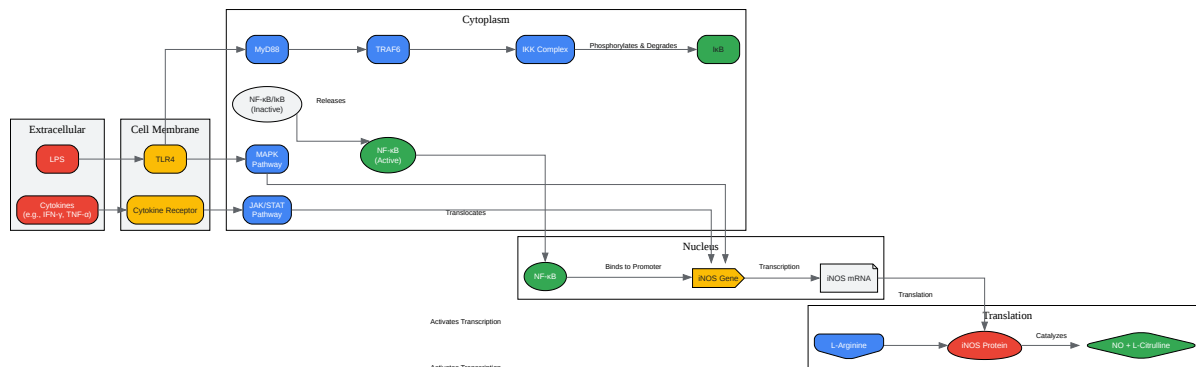 Cytoplasm
MyD88
TRAF6
IKK Complex
Phosphorylates & Degrades
IκB
NF-κB/IκB
(Inactive)
Releases
Extracellular
Cell Membrane
LPS
TLR4
MAPK
Pathway
NF-κB
(Active)
Cytokines
(e.g., IFN-γ, TNF-α)
Cytokine Receptor
JAK/STAT
Pathway
Translocates
Nucleus
NF-κB
Binds to Promoter
iNOS Gene
Transcription
iNOS mRNA
Translation
Activates Transcription
Translation
L-Arginine
iNOS Protein
Catalyzes
NO + L-Citrulline
Activates Transcription